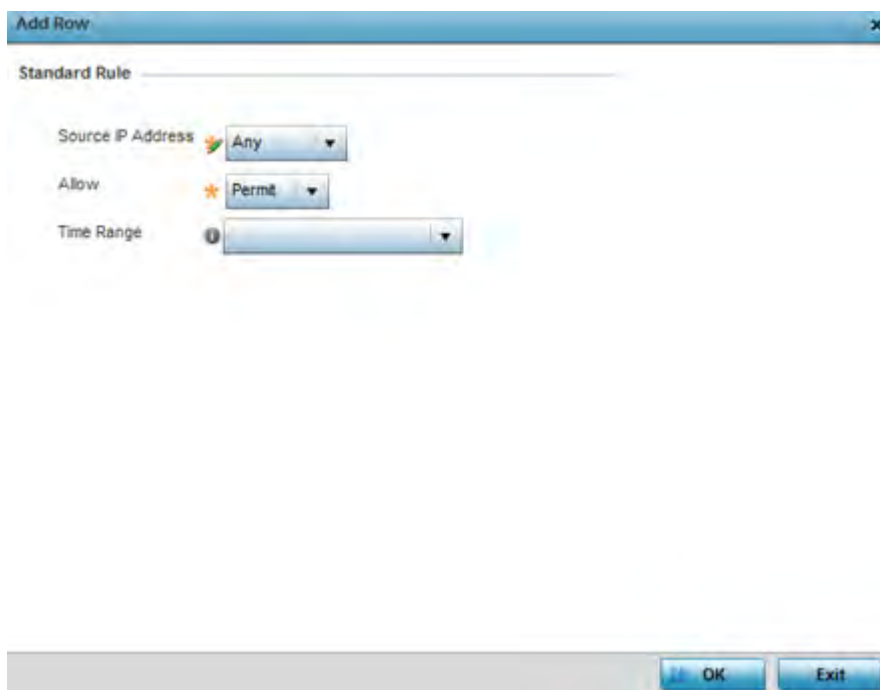 Add Row
Standard Rule
Source IP Address Any
Allow Permit
Time Range
OK Exit